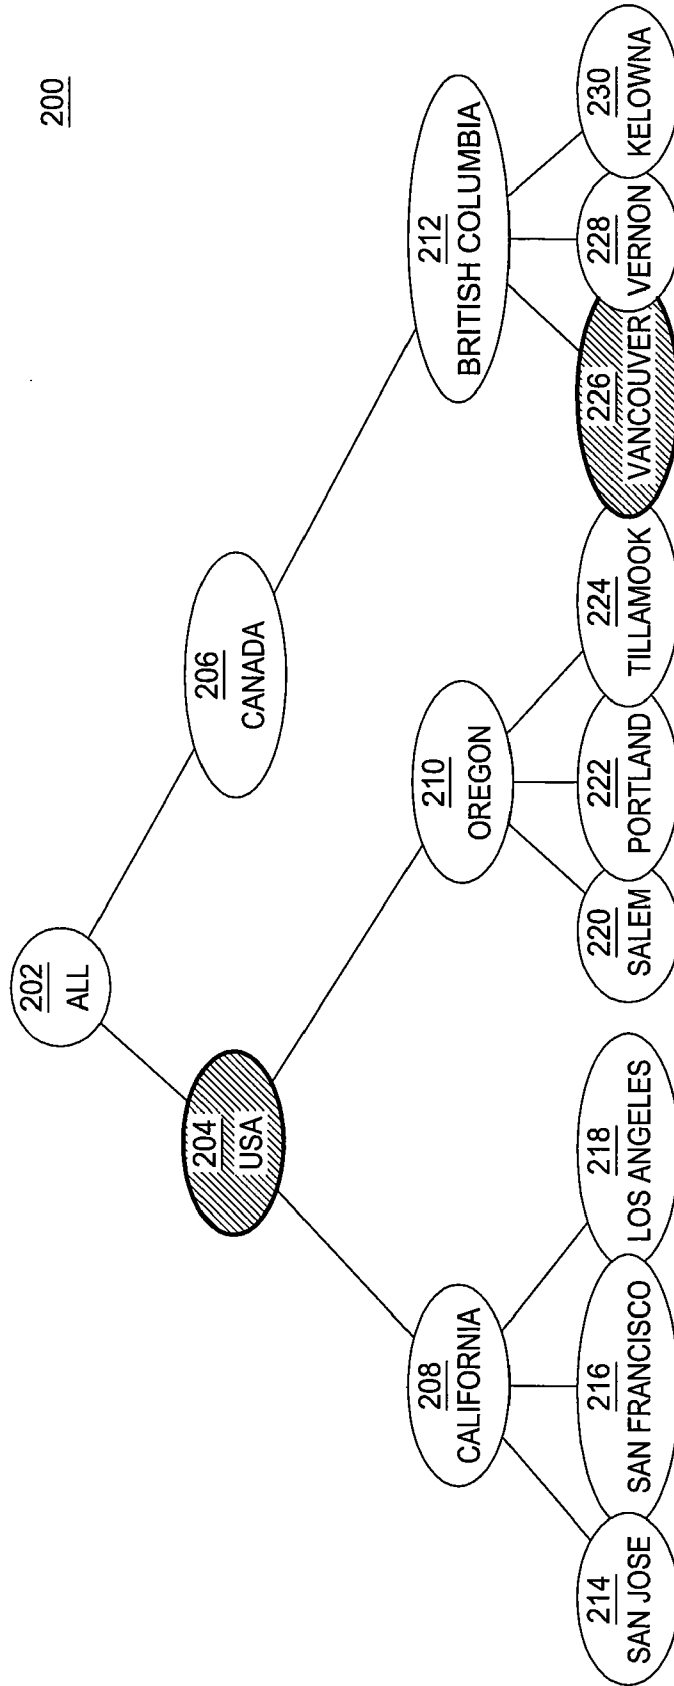 200
202
ALL
204
USA
206
CANADA
208
CALIFORNIA
210
OREGON
212
BRITISH COLUMBIA
214
SAN JOSE
216
SAN FRANCISCO
218
LOS ANGELES
220
SALEM
222
PORTLAND
224
TILLAMOOK
226
VANCOUVER
228
VERNON
230
KELOWNA